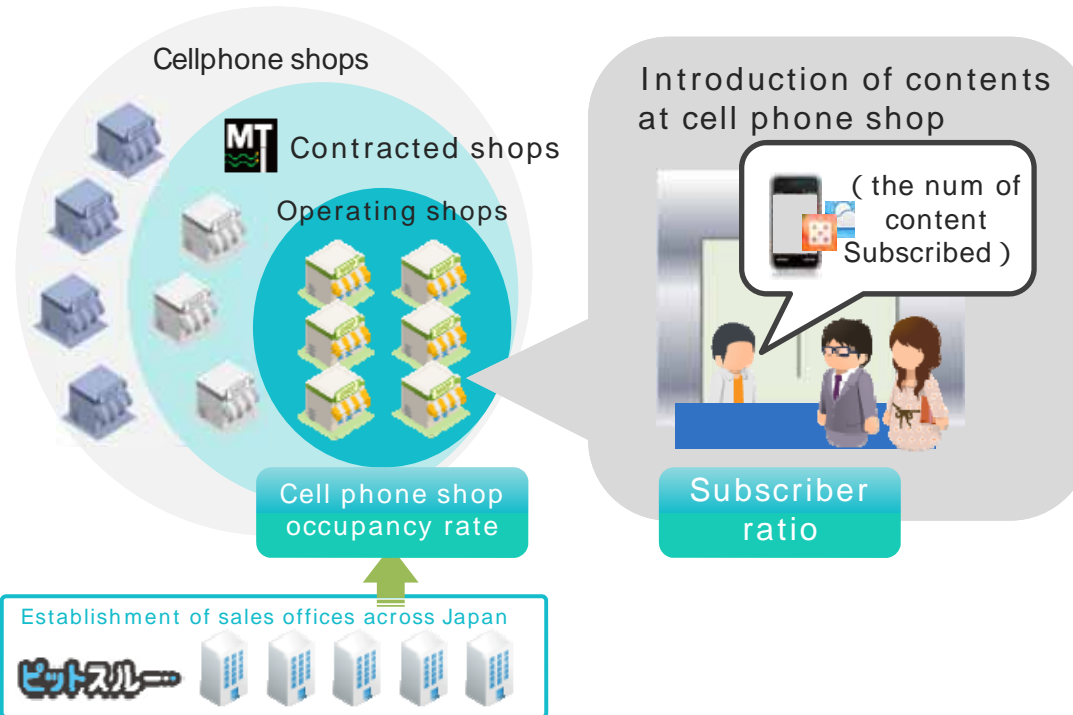 Cellphone shops
MT
Contracted shops
Operating shops
Cell phone shop
occupancy rate
Establishment of sales offices across Japan
ピットスルー
Introduction of contents
at cell phone shop
( the num of
content
Subscribed )
Subscriber
ratio